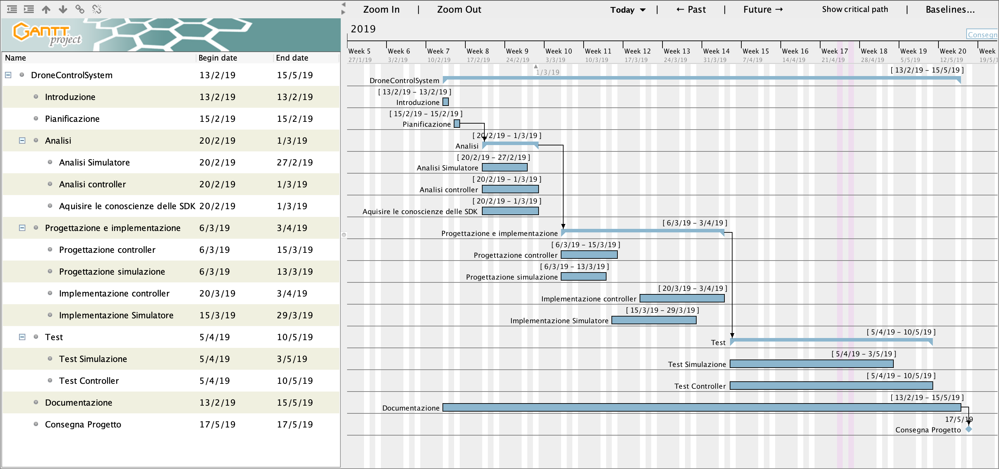 Zoom In | Zoom Out Today | ← Past | Future → Show critical path | Baselines...
GANTT project
2019
Consegn
Week 5 Week 6 Week 7 Week 8 Week 9 Week 10 Week 11 Week 12 Week 13 Week 14 Week 15 Week 16 Week 17 Week 18 Week 19 Week 20 Week
27/1/19 3/2/19 10/2/19 17/2/19 24/2/19 3/3/19 10/3/19 17/3/19 24/3/19 31/3/19 7/4/19 14/4/19 21/4/19 28/4/19 5/5/19 12/5/19 19/5/1
Name Begin date End date
DroneControlSystem 13/2/19 15/5/19
Introduzione 13/2/19 13/2/19
Pianificazione 15/2/19 15/2/19
Analisi 20/2/19 1/3/19
Analisi Simulatore 20/2/19 27/2/19
Analisi controller 20/2/19 1/3/19
Aquisire le conoscienze delle SDK 20/2/19 1/3/19
Progettazione e implementazione 6/3/19 3/4/19
Progettazione controller 6/3/19 15/3/19
Progettazione simulazione 6/3/19 13/3/19
Implementazione controller 20/3/19 3/4/19
Implementazione Simulatore 15/3/19 29/3/19
Test 5/4/19 10/5/19
Test Simulazione 5/4/19 3/5/19
Test Controller 5/4/19 10/5/19
Documentazione 13/2/19 15/5/19
Consegna Progetto 17/5/19 17/5/19
1/3/19
[ 13/2/19 - 15/5/19 ]
DroneControlSystem
[ 13/2/19 - 13/2/19 ]
Introduzione
[ 15/2/19 - 15/2/19 ]
Pianificazione
[ 20/2/19 - 1/3/19 ]
Analisi
[ 20/2/19 - 27/2/19 ]
Analisi Simulatore
[ 20/2/19 - 1/3/19 ]
Analisi controller
[ 20/2/19 - 1/3/19 ]
Aquisire le conoscienze delle SDK
[ 6/3/19 - 3/4/19 ]
Progettazione e implementazione
[ 6/3/19 - 15/3/19 ]
Progettazione controller
[ 6/3/19 - 13/3/19 ]
Progettazione simulazione
[ 20/3/19 - 3/4/19 ]
Implementazione controller
[ 15/3/19 - 29/3/19 ]
Implementazione Simulatore
[ 5/4/19 - 10/5/19 ]
Test
[ 5/4/19 - 3/5/19 ]
Test Simulazione
[ 5/4/19 - 10/5/19 ]
Test Controller
[ 13/2/19 - 15/5/19 ]
Documentazione
17/5/19
Consegna Progetto